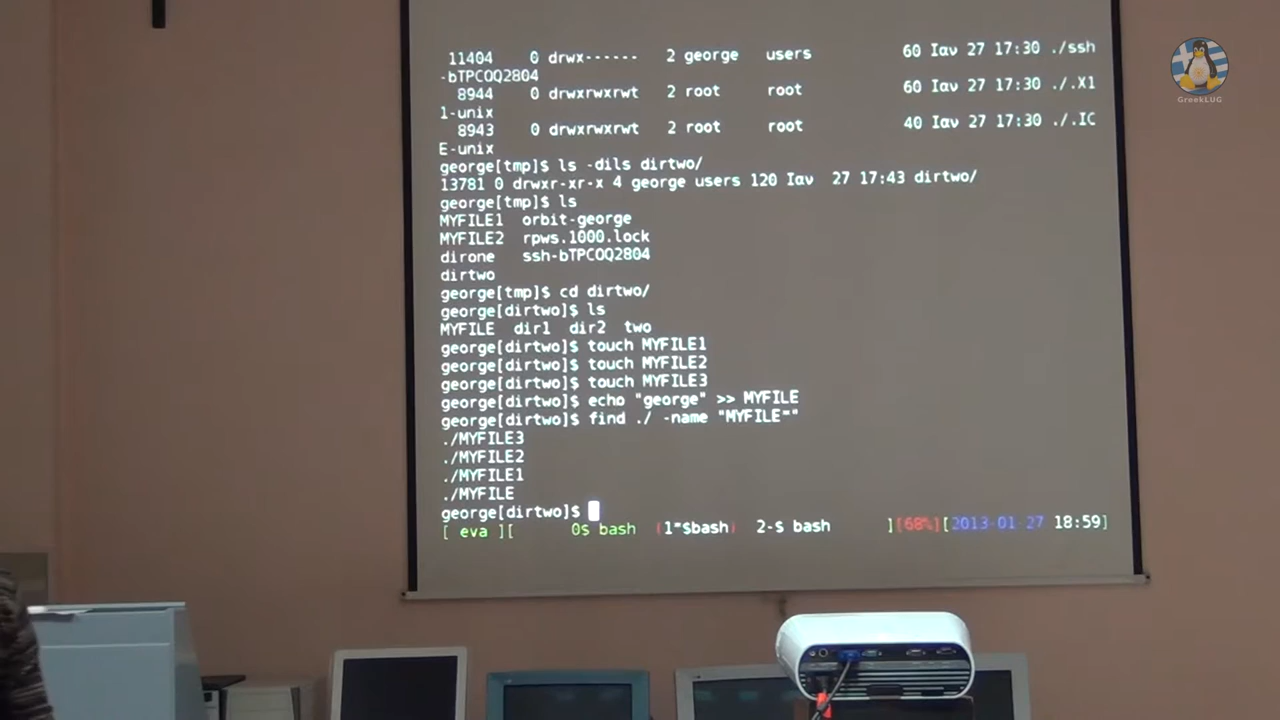 11404 0 drwx------ 2 george users 60 Ιαν 27 17:30 ./ssh
-bTPCOQ2804
8944 0 drwxrwxrwt 2 root root 60 Ιαν 27 17:30 ./.X1
1-unix
8943 0 drwxrwxrwt 2 root root 40 Ιαν 27 17:30 ./.IC
E-unix
george[tmp]$ ls -dils dirtwo/
13781 0 drwxr-xr-x 4 george users 120 Ιαν 27 17:43 dirtwo/
george[tmp]$ ls
MYFILE1 orbit-george
MYFILE2 rpws.1000.lock
dirone ssh-bTPCOQ2804
dirtwo
george[tmp]$ cd dirtwo/
george[dirtwo]$ ls
MYFILE dir1 dir2 two
george[dirtwo]$ touch MYFILE1
george[dirtwo]$ touch MYFILE2
george[dirtwo]$ touch MYFILE3
george[dirtwo]$ echo "george" >> MYFILE
george[dirtwo]$ find ./ -name "MYFILE*"
./MYFILE3
./MYFILE2
./MYFILE1
./MYFILE
george[dirtwo]$
[ eva ][ 0$ bash (1*$bash) 2-$ bash ][68%][2013-01-27 18:59]
GreekLUG